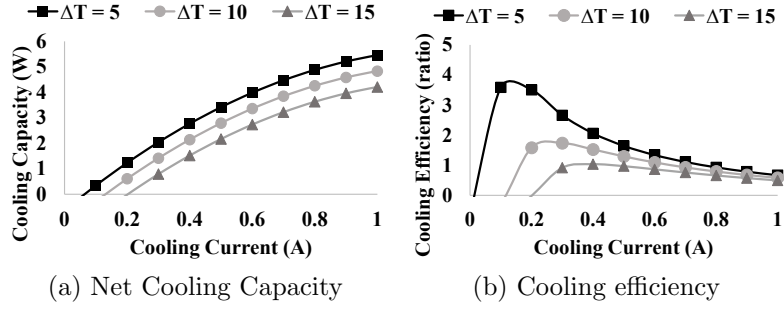 ΔT = 5 ΔT = 10 ΔT = 15
Cooling Capacity (W)
6
5
4
3
2
1
0
0 0.2 0.4 0.6 0.8 1
Cooling Current (A)
(a) Net Cooling Capacity
ΔT = 5 ΔT = 10 ΔT = 15
Cooling Efficiency (ratio)
5
4
3
2
1
0
0 0.2 0.4 0.6 0.8 1
Cooling Current (A)
(b) Cooling efficiency